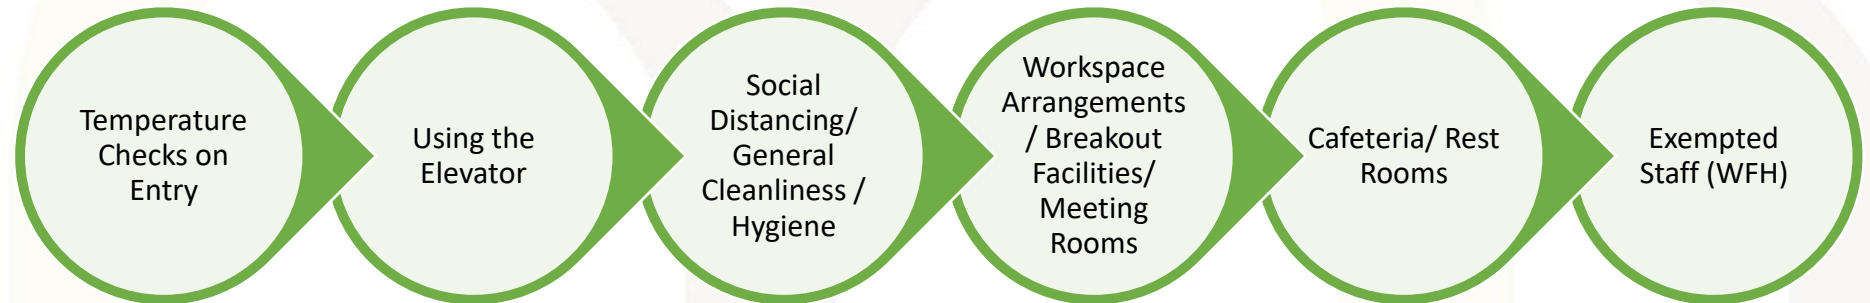 Temperature
Checks on
Entry
Using the
Elevator
Social
Distancing/
General
Cleanliness /
Hygiene
Workspace
Arrangements
/ Breakout
Facilities/
Meeting
Rooms
Cafeteria/ Rest
Rooms
Exempted
Staff (WFH)